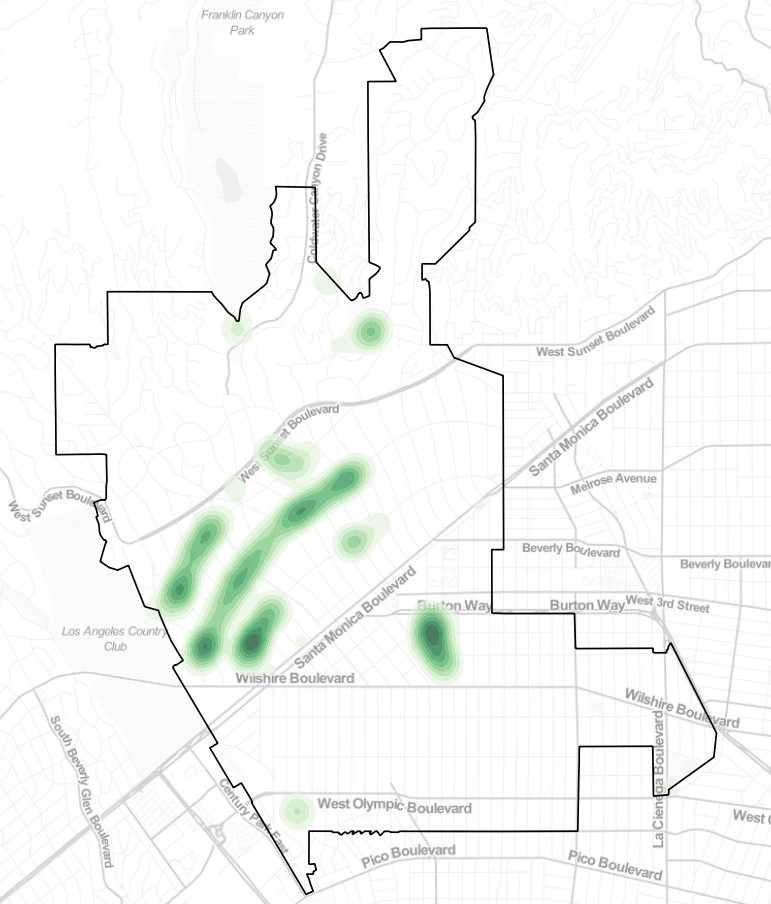 Franklin Canyon
Park
Coldwater Canyon Drive
West Sunset Boulevard
Santa Monica Boulevard
West Sunset Boulevard
Melrose Avenue
West Sunset Boulevard
Beverly Boulevard
Beverly Boulevar
Santa Monica Boulevard
Burton Way
Burton Way
West 3rd Street
Los Angeles Country
Club
Wilshire Boulevard
Wilshire Boulevard
South Beverly Glen Boulevard
La Cienega Boulevard
Century Park East
West Olympic Boulevard
West O
Pico Boulevard
Pico Boulevard